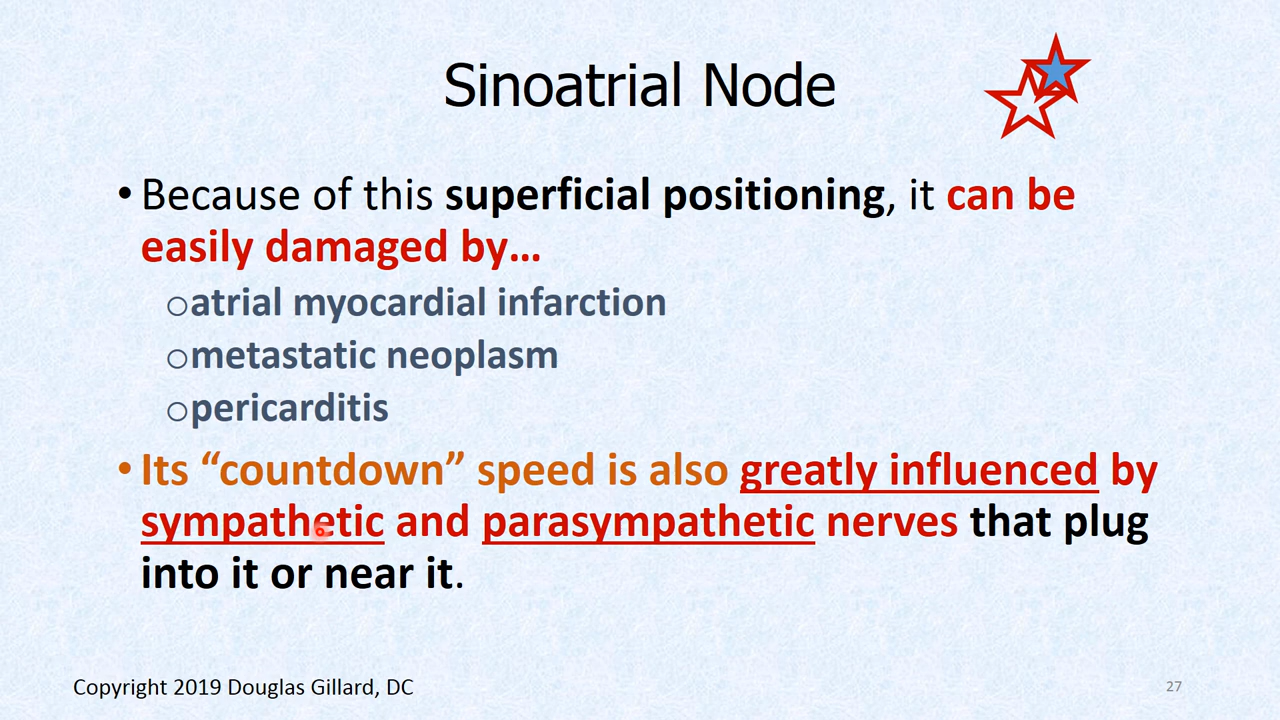 Sinoatrial Node
• Because of this superficial positioning, it can be
easily damaged by…
○atrial myocardial infarction
○metastatic neoplasm
○pericarditis
• Its “countdown” speed is also greatly influenced by
sympathetic and parasympathetic nerves that plug
into it or near it.
Copyright 2019 Douglas Gillard, DC
27